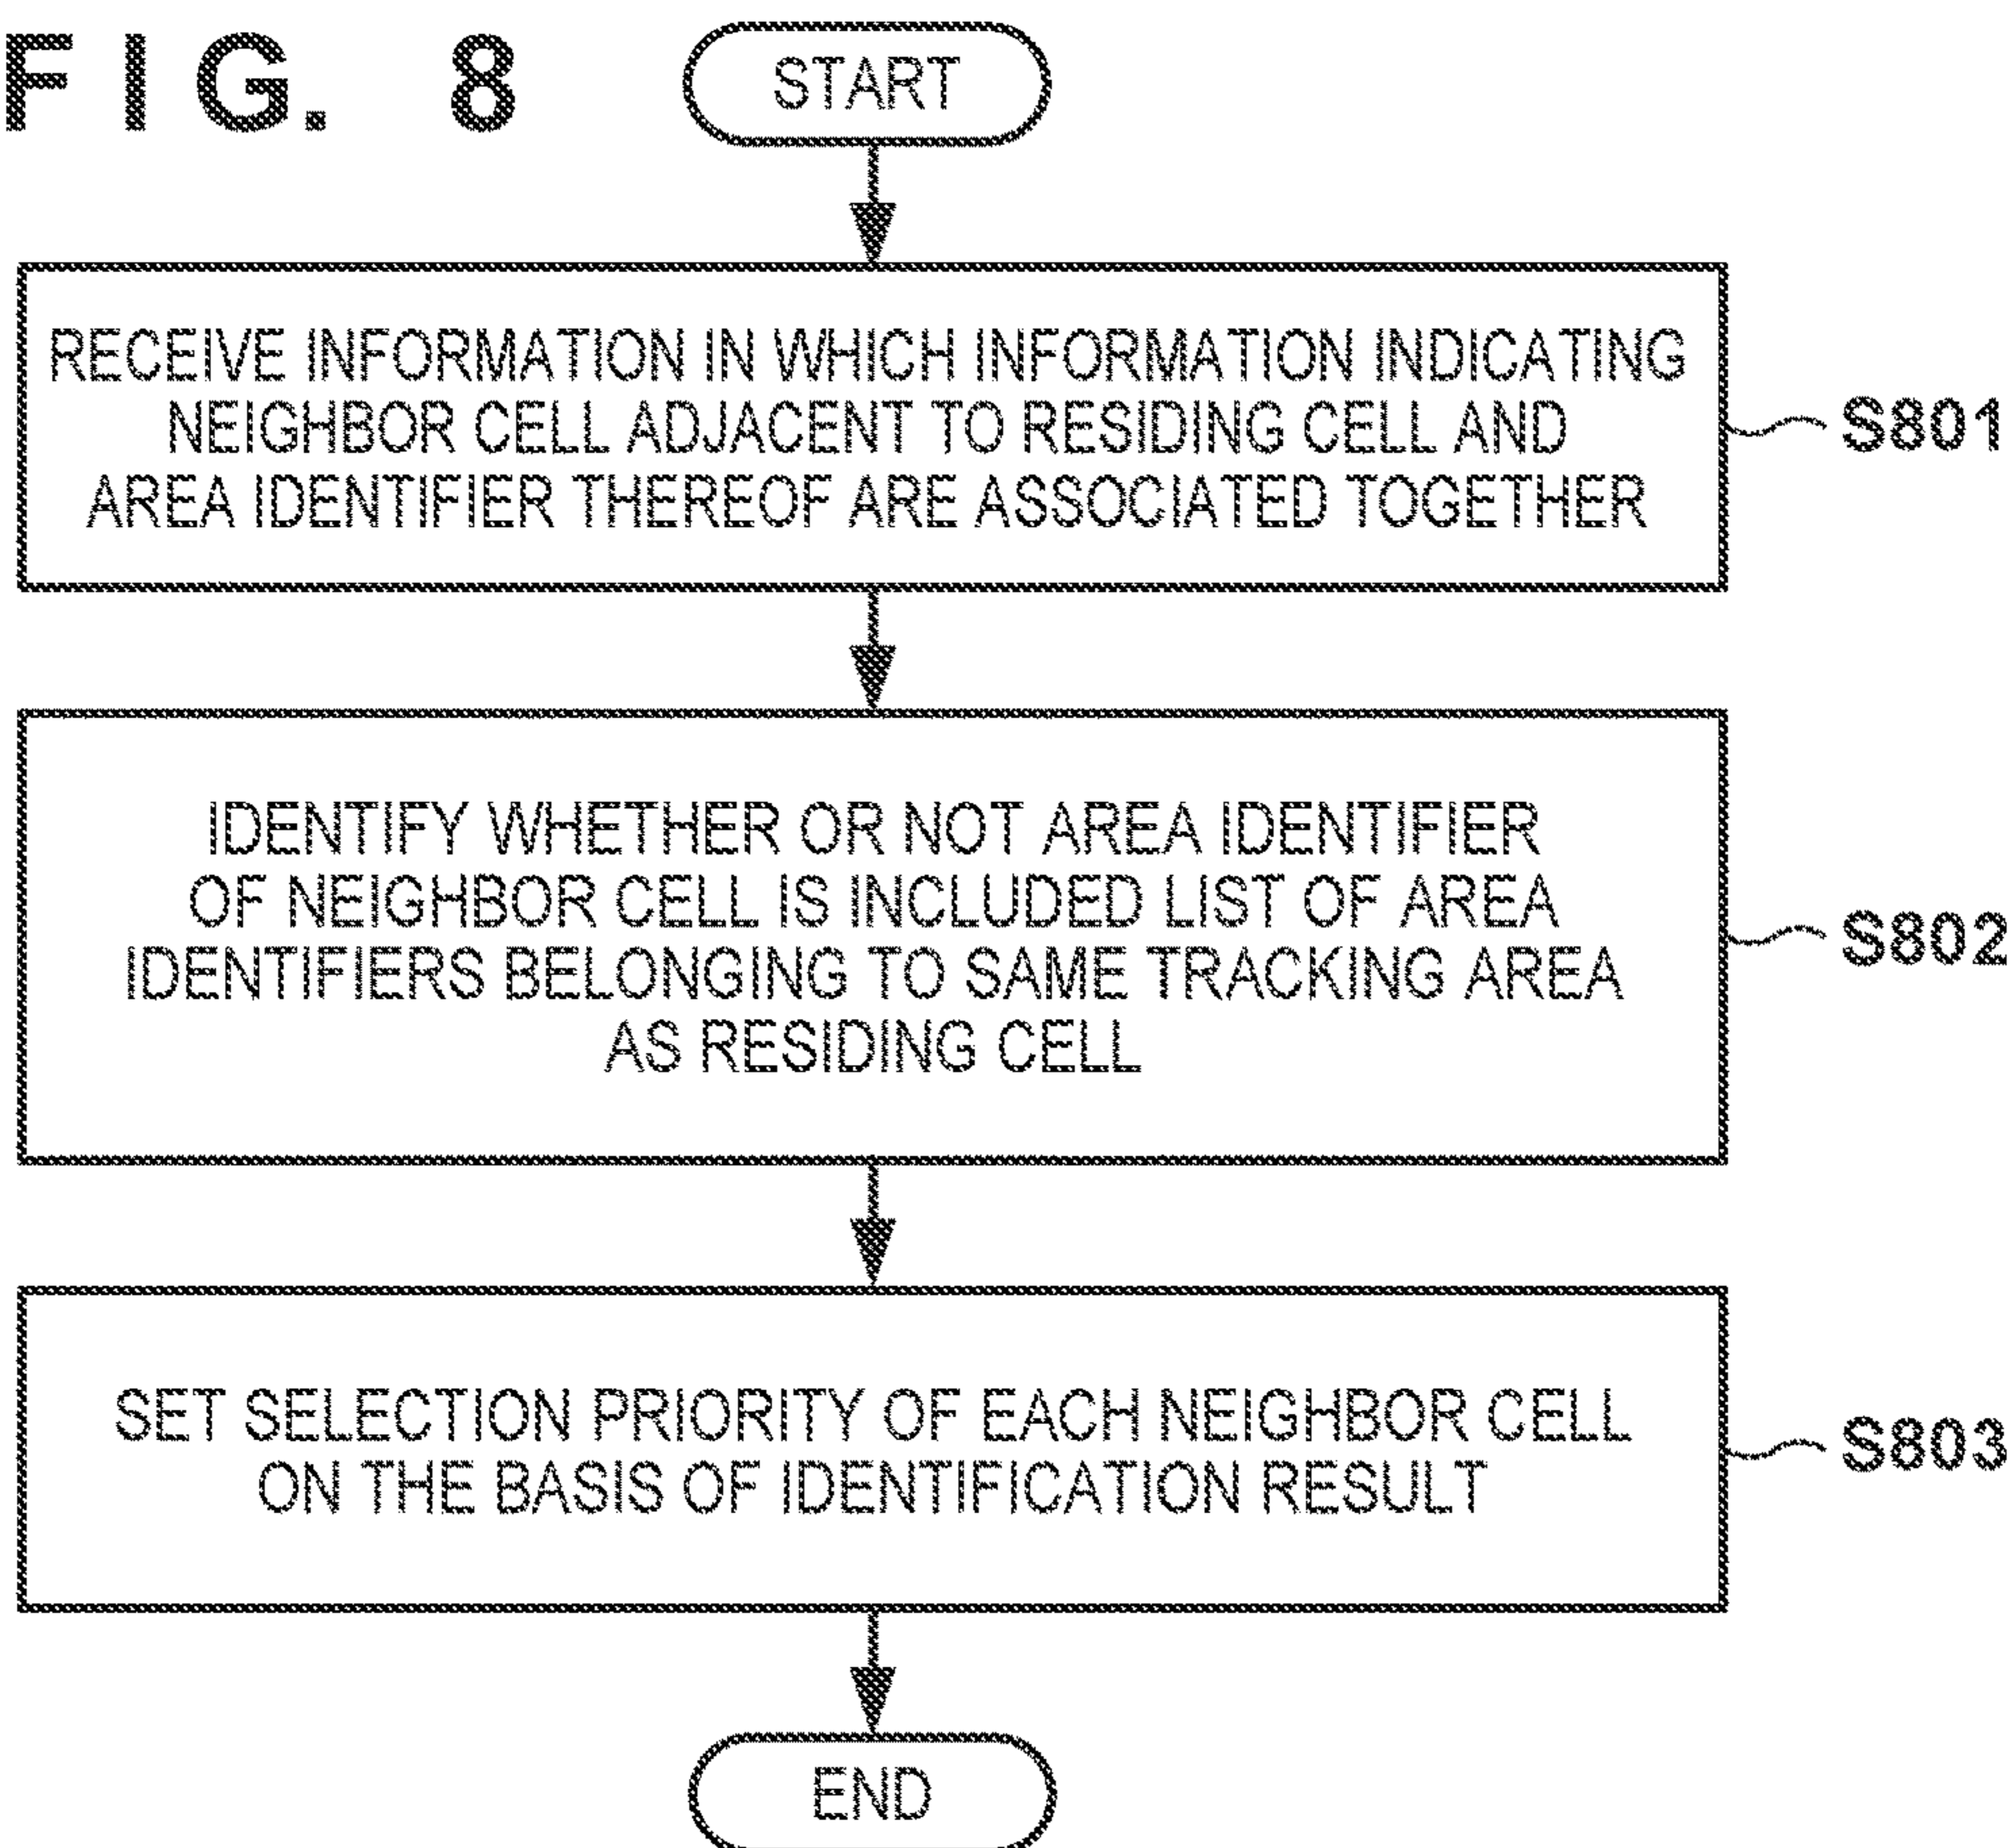 FIG. 8
START
RECEIVE INFORMATION IN WHICH INFORMATION INDICATING
NEIGHBOR CELL ADJACENT TO RESIDING CELL AND
AREA IDENTIFIER THEREOF ARE ASSOCIATED TOGETHER
S801
IDENTIFY WHETHER OR NOT AREA IDENTIFIER
OF NEIGHBOR CELL IS INCLUDED LIST OF AREA
IDENTIFIERS BELONGING TO SAME TRACKING AREA
AS RESIDING CELL
S802
SET SELECTION PRIORITY OF EACH NEIGHBOR CELL
ON THE BASIS OF IDENTIFICATION RESULT
S803
END